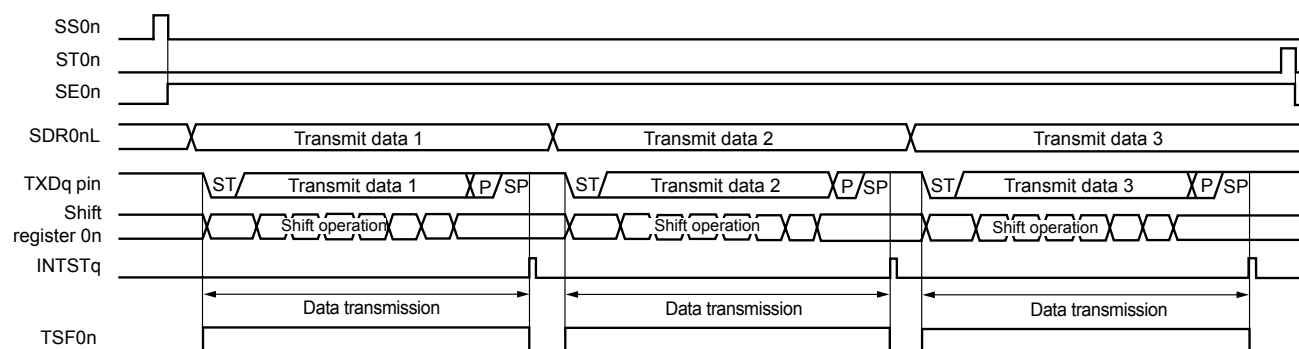 SS0n
ST0n
SE0n
SDR0nL Transmit data 1 Transmit data 2 Transmit data 3
TXDq pin ST Transmit data 1 P SP ST Transmit data 2 P SP ST Transmit data 3 P SP
Shift
register 0n Shift operation Shift operation Shift operation
INTSTq
Data transmission Data transmission Data transmission
TSF0n